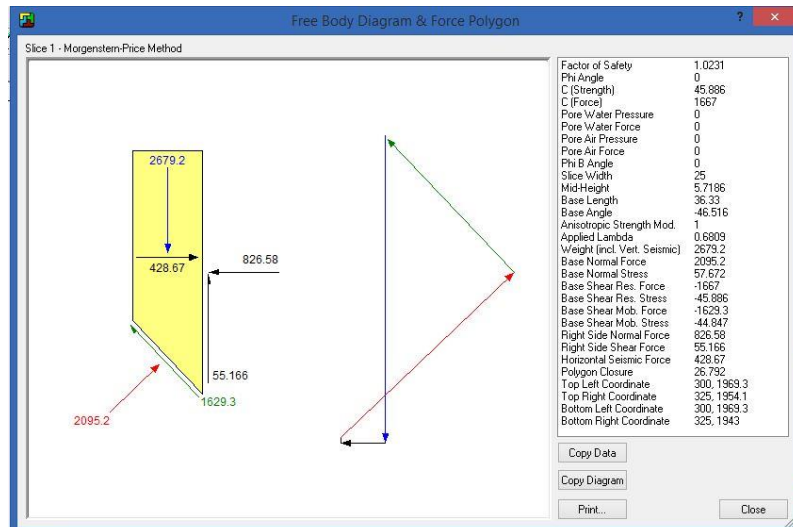 Free Body Diagram & Force Polygon
? ×
Slice 1 - Morgenstern-Price Method
2679.2
428.67
826.58
55.166
1629.3
2095.2
Factor of Safety 1.0231
Phi Angle 0
C (Strength) 45.886
C (Force) 1667
Pore Water Pressure 0
Pore Water Force 0
Pore Air Pressure 0
Pore Air Force 0
Phi B Angle 0
Slice Width 25
Mid-Height 5.7186
Base Length 36.33
Base Angle -46.516
Anisotropic Strength Mod. 1
Applied Lambda 0.6809
Weight (incl. Vert. Seismic) 2679.2
Base Normal Force 2095.2
Base Normal Stress 57.672
Base Shear Res. Force -1667
Base Shear Res. Stress -45.886
Base Shear Mob. Force -1629.3
Base Shear Mob. Stress -44.847
Right Side Normal Force 826.58
Right Side Shear Force 55.166
Horizontal Seismic Force 428.67
Polygon Closure 26.792
Top Left Coordinate 300, 1969.3
Top Right Coordinate 325, 1954.1
Bottom Left Coordinate 300, 1969.3
Bottom Right Coordinate 325, 1943
Copy Data
Copy Diagram
Print...
Close